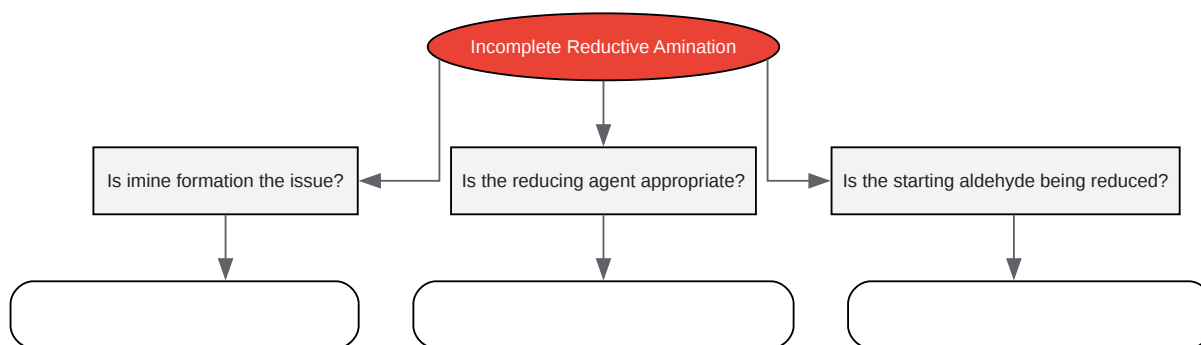 Incomplete Reductive Amination
Is imine formation the issue?
Is the reducing agent appropriate?
Is the starting aldehyde being reduced?